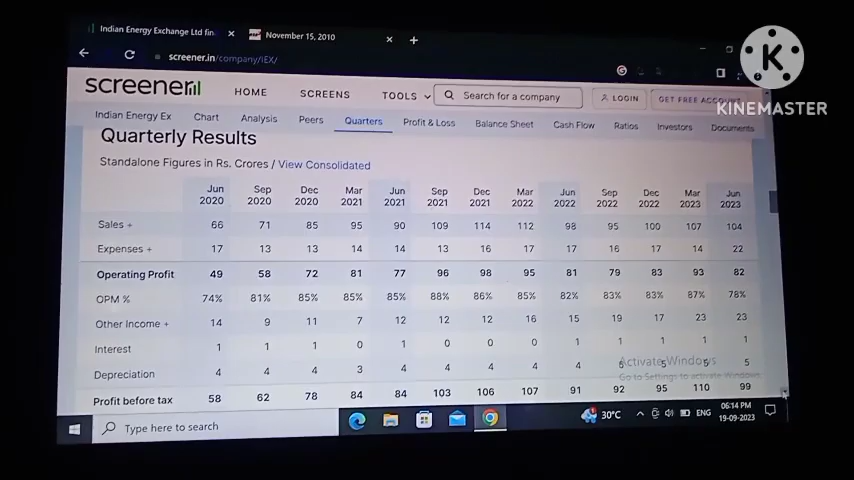 Indian Energy Exchange Ltd fin
November 15, 2010
screener.in/company/IEX/
KINEMASTER
screener
HOME
SCREENS
TOOLS
Search for a company
LOGIN
GET FREE ACCOUNT
Indian Energy Ex Chart Analysis Peers Quarters Profit & Loss Balance Sheet Cash Flow Ratios Investors Documents
Quarterly Results
Standalone Figures in Rs. Crores / View Consolidated
Jun 2020 Sep 2020 Dec 2020 Mar 2021 Jun 2021 Sep 2021 Dec 2021 Mar 2022 Jun 2022 Sep 2022 Dec 2022 Mar 2023 Jun 2023
Sales + 66 71 85 95 90 109 114 112 98 95 100 107 104
Expenses + 17 13 13 14 14 13 16 17 17 16 17 14 22
Operating Profit 49 58 72 81 77 96 98 95 81 79 83 93 82
OPM % 74% 81% 85% 85% 85% 88% 86% 85% 82% 83% 83% 87% 78%
Other Income + 14 9 11 7 12 12 12 16 15 19 17 23 23
Interest 1 1 1 0 1 0 0 0 1 1 1 1 1
Depreciation 4 4 4 3 4 4 4 4 4 5 5 5 5
Activate Windows
Go to Settings to activate Windows.
Profit before tax 58 62 78 84 84 103 106 107 91 92 95 110 99
Type here to search
30°C
ENG
06:14 PM
19-09-2023